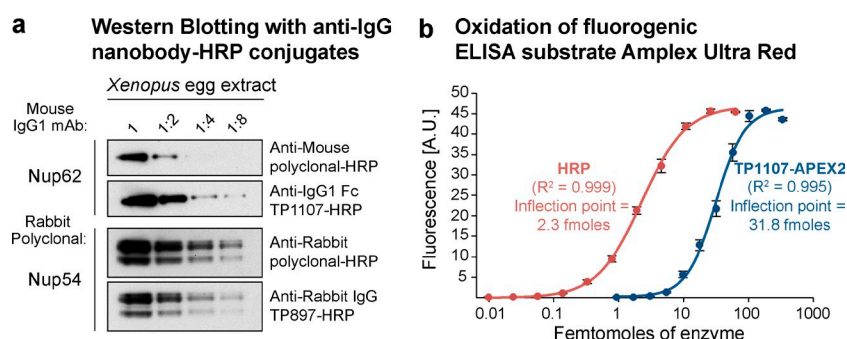 a
Western Blotting with anti-IgG
nanobody-HRP conjugates
Xenopus egg extract
Mouse
IgG1 mAb:
1
1:2
1:4
1:8
Nup62
Anti-Mouse
polyclonal-HRP
Anti-IgG1 Fc
TP1107-HRP
Rabbit
Polyclonal:
Nup54
Anti-Rabbit
polyclonal-HRP
Anti-Rabbit IgG
TP897-HRP
b
Oxidation of fluorogenic
ELISA substrate Amplex Ultra Red
Fluorescence [A.U.]
50
45
40
35
30
25
20
15
10
5
HRP
(R² = 0.999)
Inflection point =
2.3 fmoles
TP1107-APEX2
(R² = 0.995)
Inflection point =
31.8 fmoles
0.01
0.1
1
10
100
1000
Femtomoles of enzyme